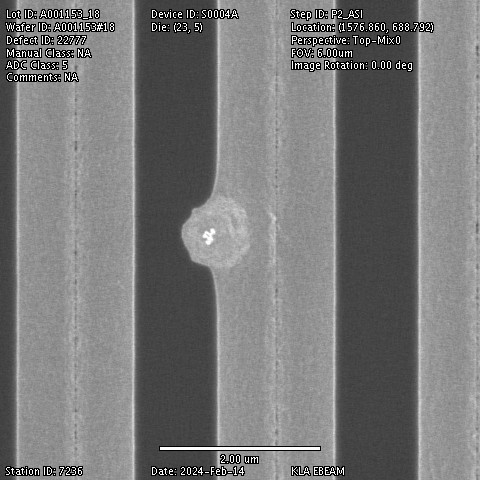 Lot ID: A001153_18
Wafer ID: A001153#18
Defect ID: 22777
Manual Class: NA
ADC Class: 5
Comments: NA
Device ID: S0004A
Die: (23, 5)
Step ID: P2_ASI
Location: (1576.860, 688.792)
Perspective: Top-Mix0
FOV: 6.00um
Image Rotation: 0.00 deg
2.00 um
Station ID: 7236
Date: 2024-Feb-14
KLA EBEAM